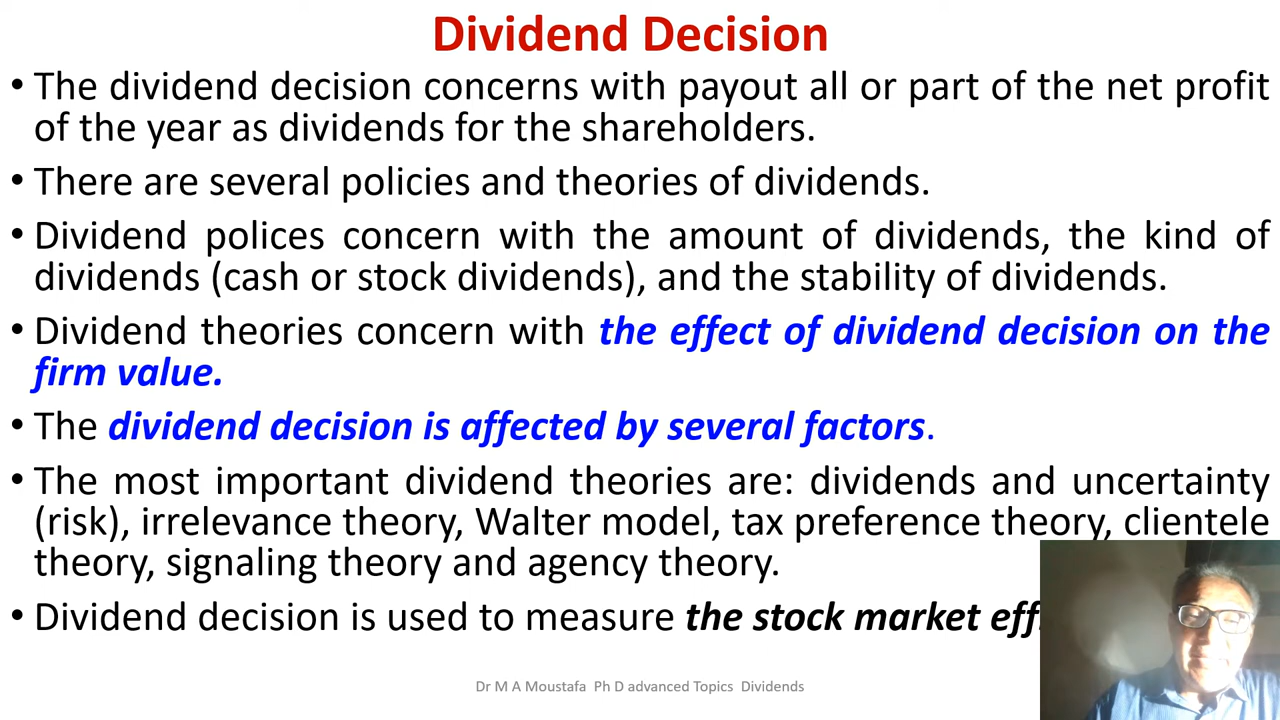 Dividend Decision
• The dividend decision concerns with payout all or part of the net profit
of the year as dividends for the shareholders.
• There are several policies and theories of dividends.
• Dividend polices concern with the amount of dividends, the kind of
dividends (cash or stock dividends), and the stability of dividends.
• Dividend theories concern with the effect of dividend decision on the
firm value.
• The dividend decision is affected by several factors.
• The most important dividend theories are: dividends and uncertainty
(risk), irrelevance theory, Walter model, tax preference theory, clientele
theory, signaling theory and agency theory.
• Dividend decision is used to measure the stock market
Dr M A Moustafa Ph D advanced Topics Dividends